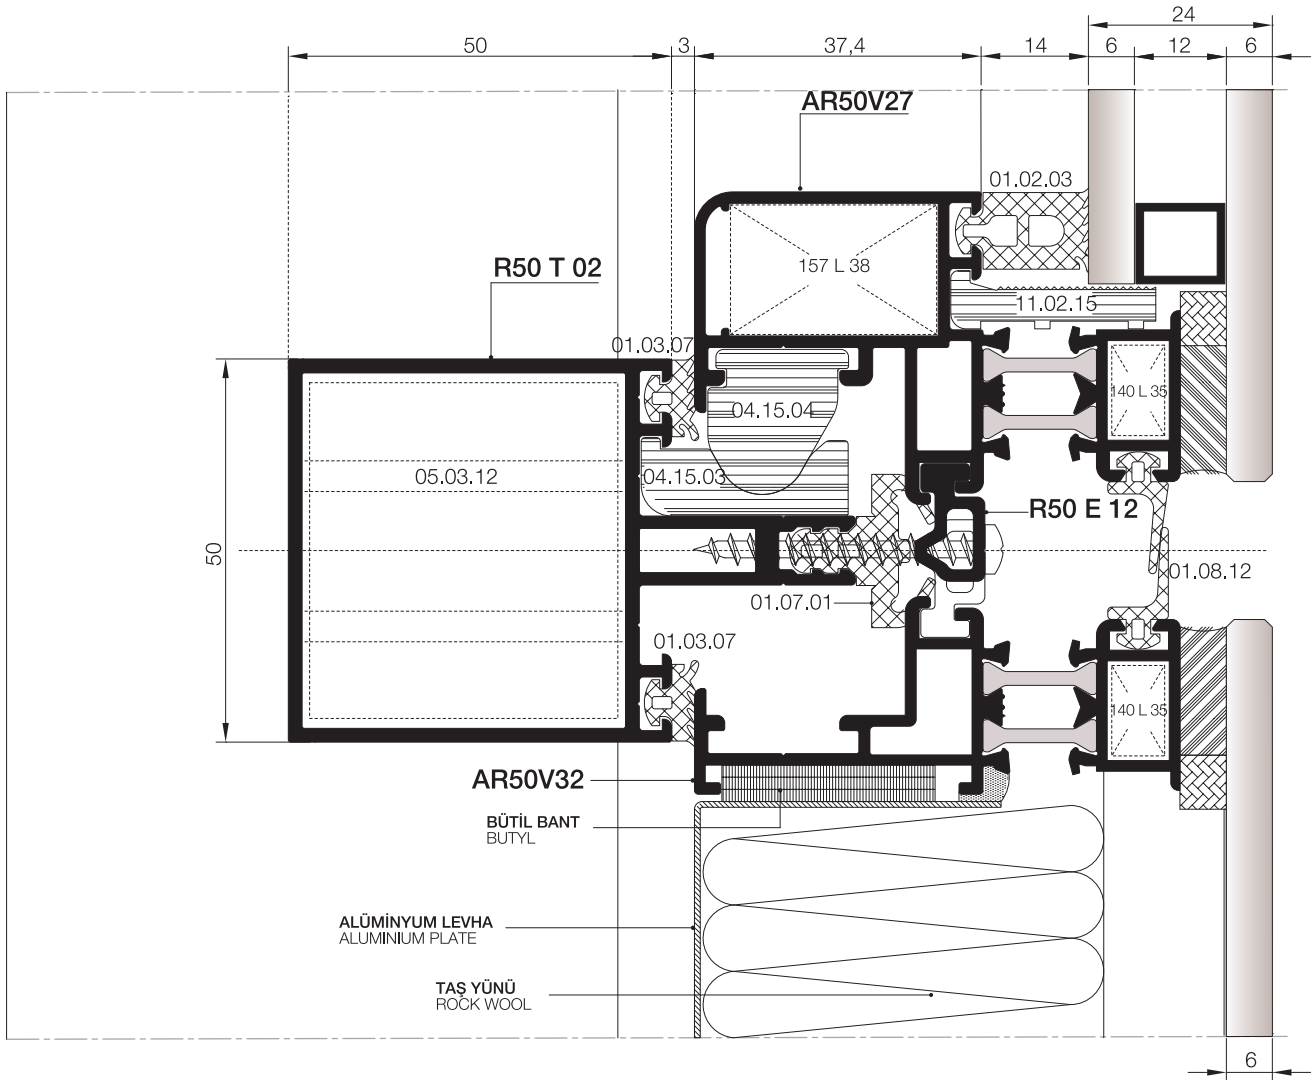 24
50
3
37,4
14
6
12
6
AR50V27
01.02.03
R50 T 02
157 L 38
11.02.15
01.03.07
04.15.04
140 L 35
05.03.12
04.15.03
R50 E 12
50
01.08.12
01.07.01
01.03.07
140 L 35
AR50V32
BÜTİL BANT
BUTYL
ALÜMİNYUM LEVHA
ALUMINIUM PLATE
TAŞ YÜNÜ
ROCK WOOL
6